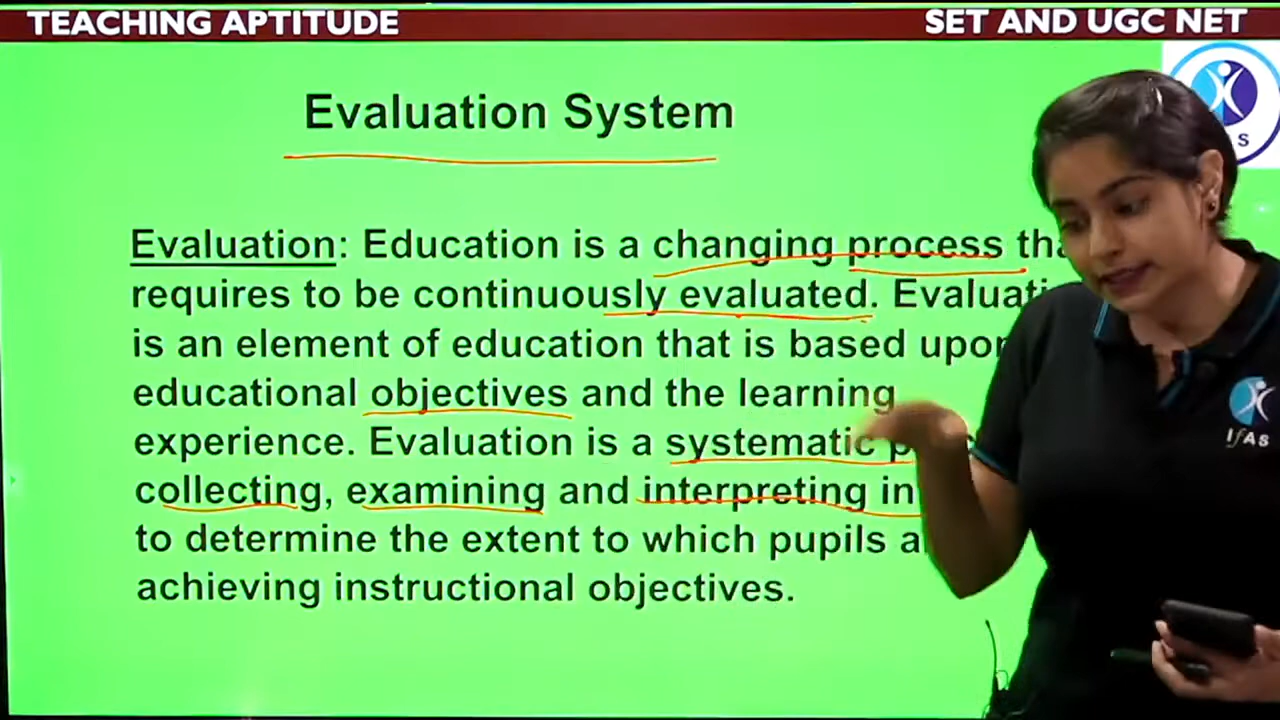 TEACHING APTITUDE
SET AND UGC NET
Evaluation System
Evaluation: Education is a changing process
requires to be continuously evaluated.
is an element of education that is based upon
educational objectives and the learning
experience. Evaluation is a systematic
collecting, examining and interpreting
to determine the extent to which pupils
achieving instructional objectives.
IfAS